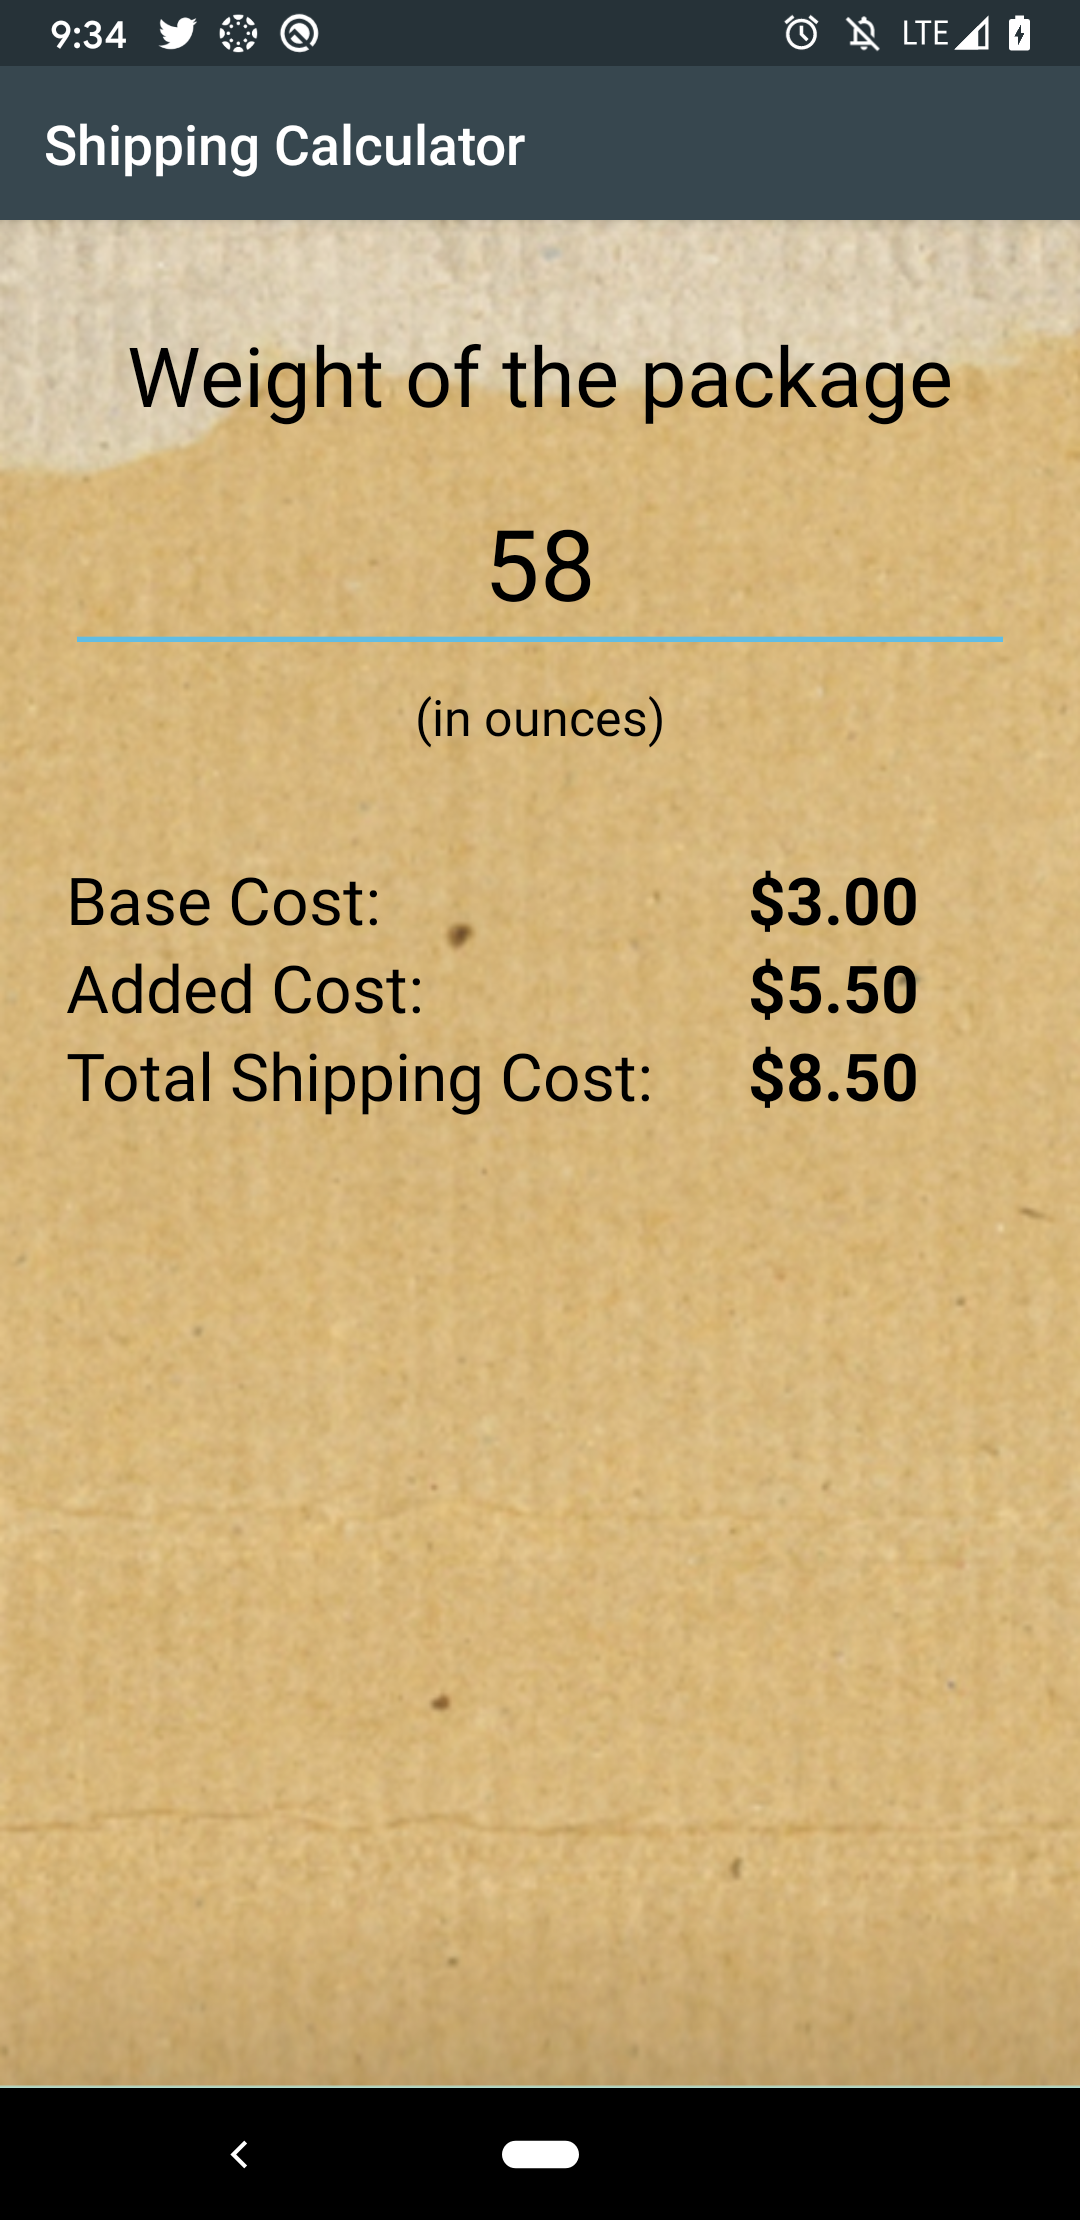 9:34 LTE
Shipping Calculator
Weight of the package
58
(in ounces)
Base Cost: $3.00
Added Cost: $5.50
Total Shipping Cost: $8.50